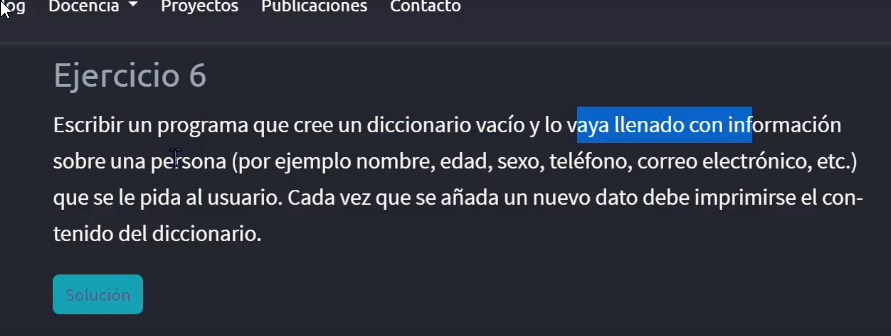 Docencia Proyectos Publicaciones Contacto
Ejercicio 6
Escribir un programa que cree un diccionario vacío y lo vaya llenado con información
sobre una persona (por ejemplo nombre, edad, sexo, teléfono, correo electrónico, etc.)
que se le pida al usuario. Cada vez que se añada un nuevo dato debe imprimirse el con-
tenido del diccionario.
Solución